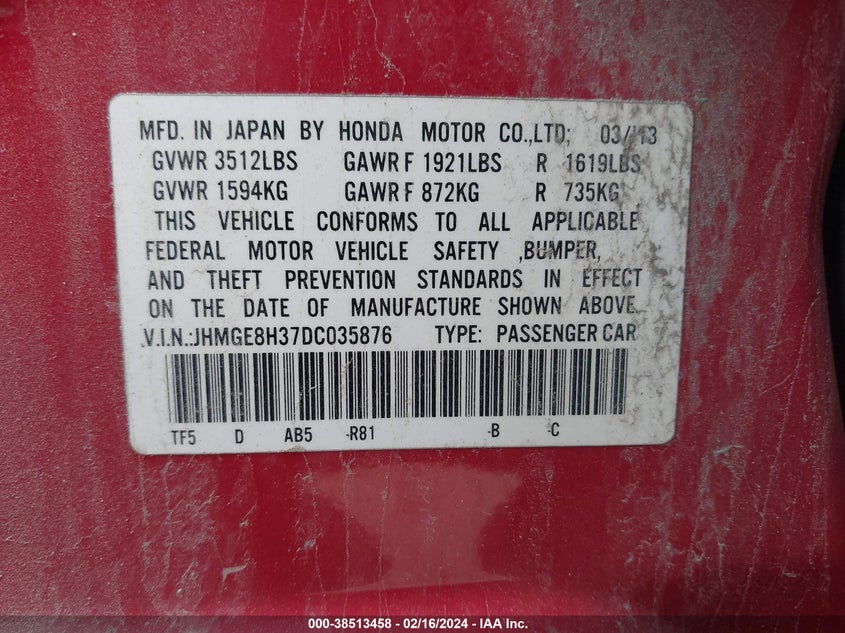 MFD. IN JAPAN BY HONDA MOTOR CO.,LTD; 03/13
GVWR 3512LBS GAWR F 1921LBS R 1619LBS
GVWR 1594KG GAWR F 872KG R 735KG
THIS VEHICLE CONFORMS TO ALL APPLICABLE
FEDERAL MOTOR VEHICLE SAFETY ,BUMPER,
AND THEFT PREVENTION STANDARDS IN EFFECT
ON THE DATE OF MANUFACTURE SHOWN ABOVE.
V.I.N.:JHMGE8H37DC035876 TYPE: PASSENGER CAR
TF5 D AB5 -R81 -B -C
000-38513458 - 02/16/2024 - IAA Inc.